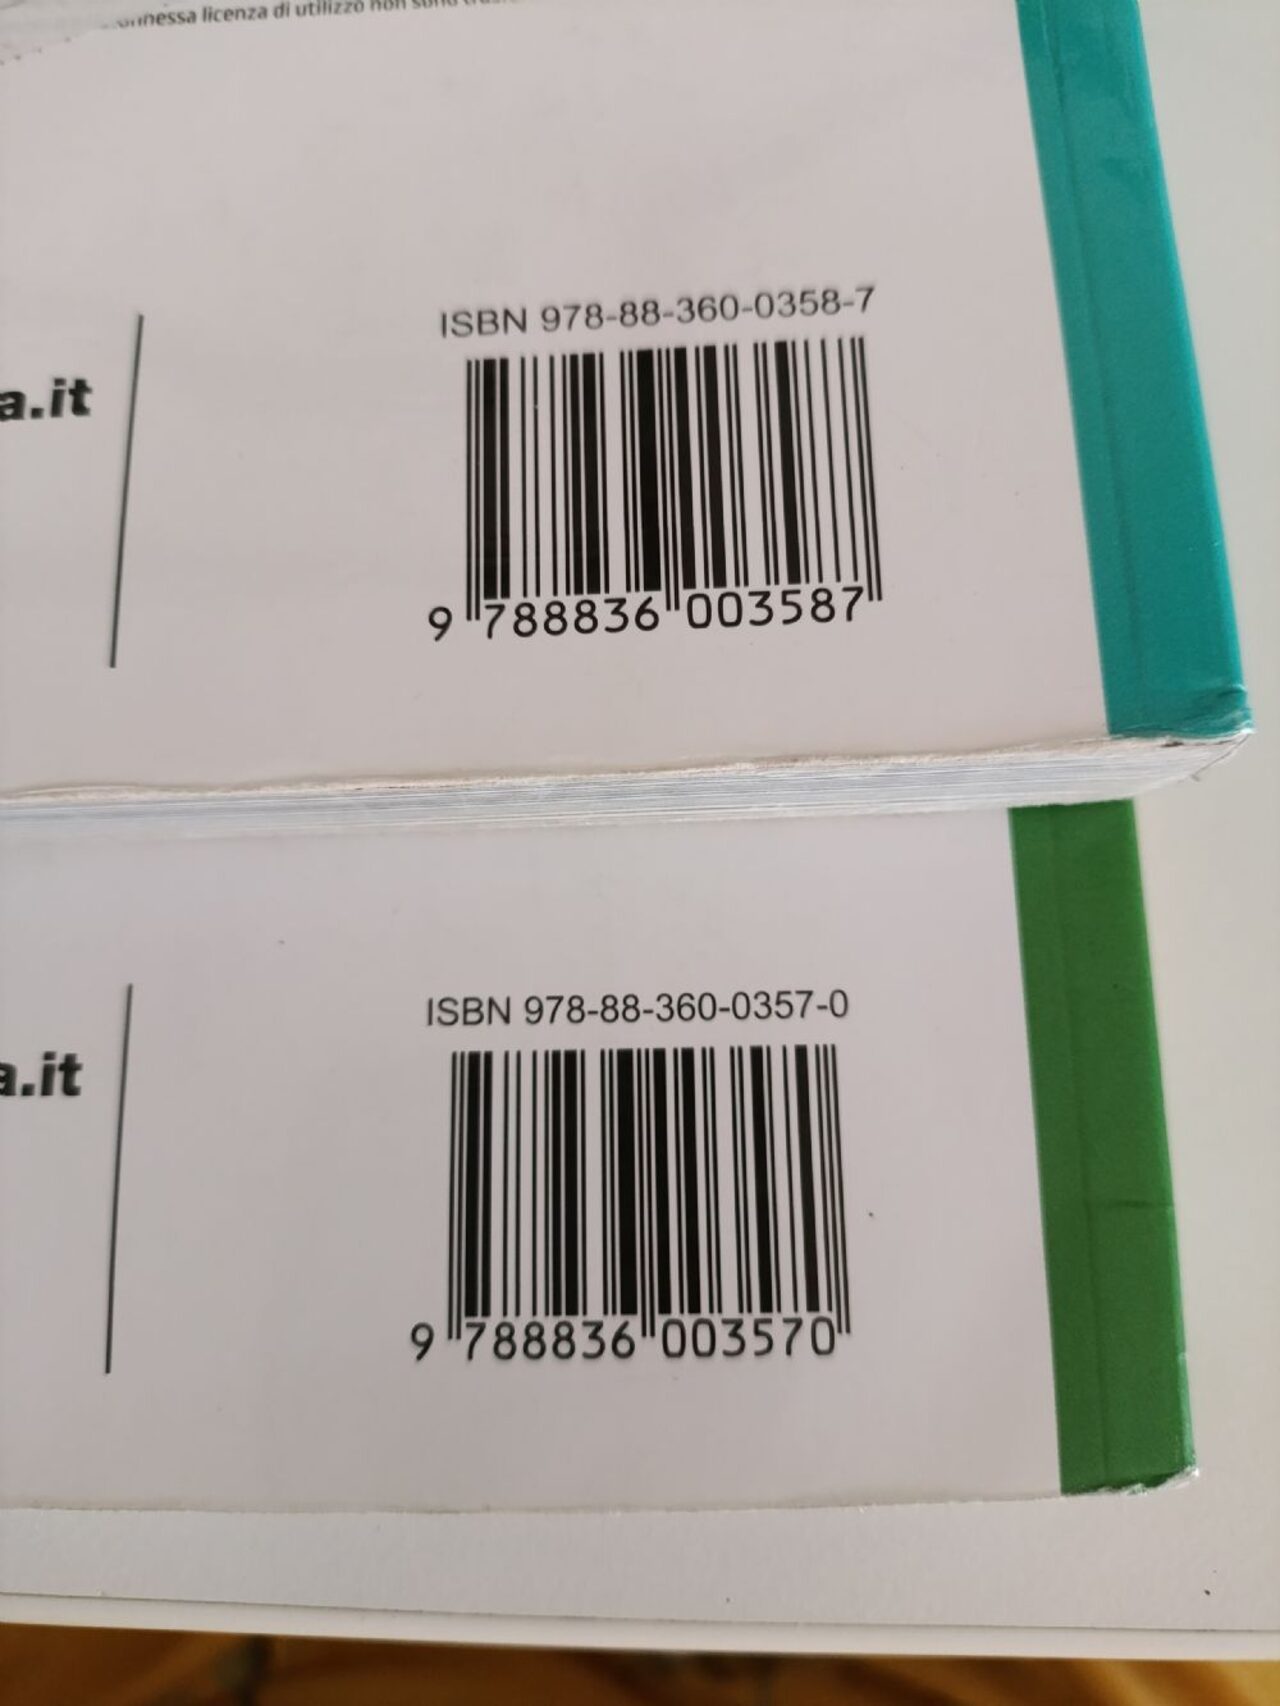 licenza di utilizzo non
a.it
ISBN 978-88-360-0358-7
9 788836 003587
a.it
ISBN 978-88-360-0357-0
9 788836 003570